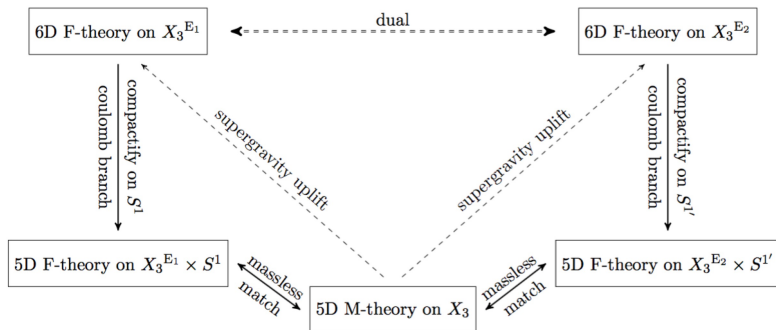 6D F-theory on X₃^E₁
dual
6D F-theory on X₃^E₂
compactify on S¹
coulomb branch
supergravity uplift
supergravity uplift
compactify on S¹′
coulomb branch
5D F-theory on X₃^E₁ × S¹
massless
match
5D M-theory on X₃
massless
match
5D F-theory on X₃^E₂ × S¹′